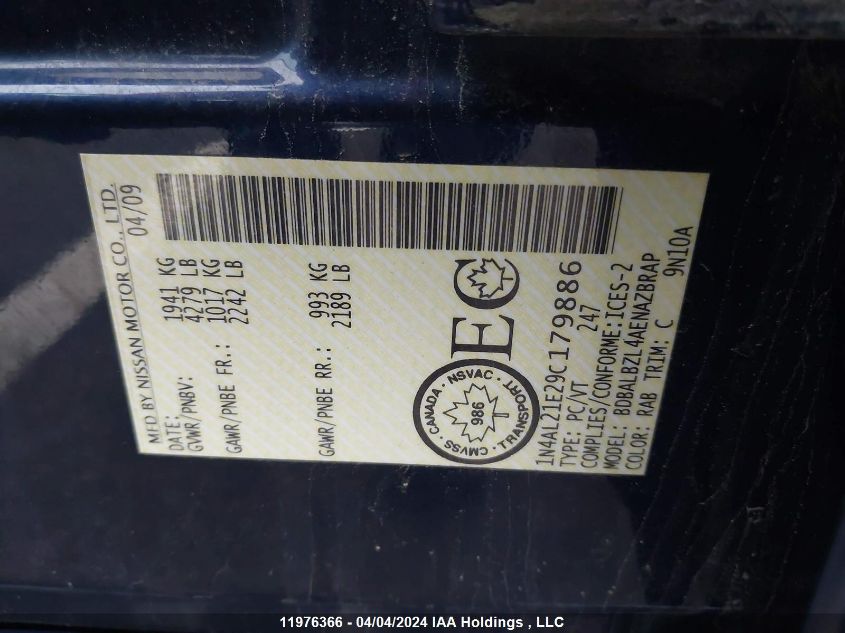 MFD BY NISSAN MOTOR CO., LTD.
DATE: 04/09
GVWR/PNBV: 1941 KG
4279 LB
GAWR/PNBE FR.: 1017 KG
2242 LB
GAWR/PNBE RR.: 993 KG
2189 LB
CMVSS · CANADA · NSVAC · TRANSPORT
986
EC
1N4AL21E29C179886
TYPE: PC/VT 247
COMPLIES/CONFORME:ICES-2
MODEL: BDBALBZL4AENAZBRAP
COLOR: RAB TRIM: C 9N10A
11976366 - 04/04/2024 IAA Holdings , LLC